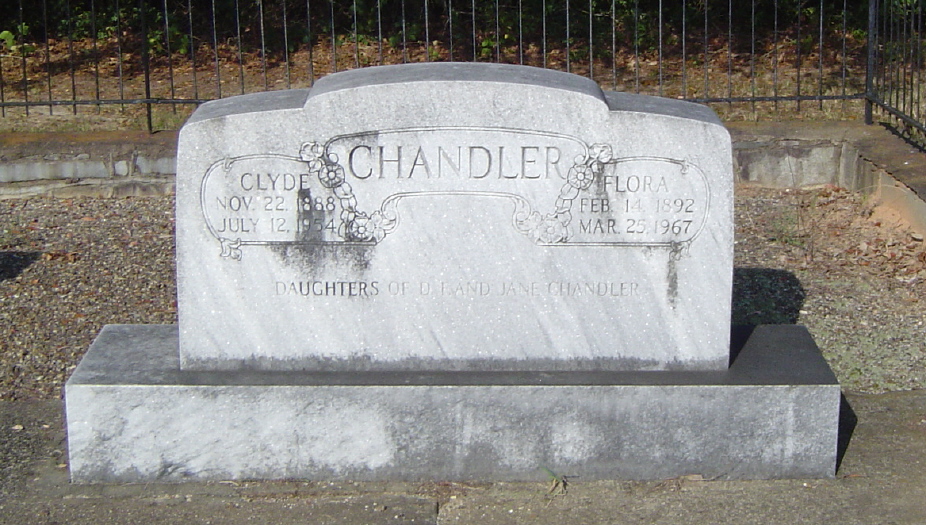 CHANDLER
CLYDE
NOV. 22, 1888
JULY 12, 1954
FLORA
FEB. 14, 1892
MAR. 25, 1967
DAUGHTERS OF D. AND JANE CHANDLER